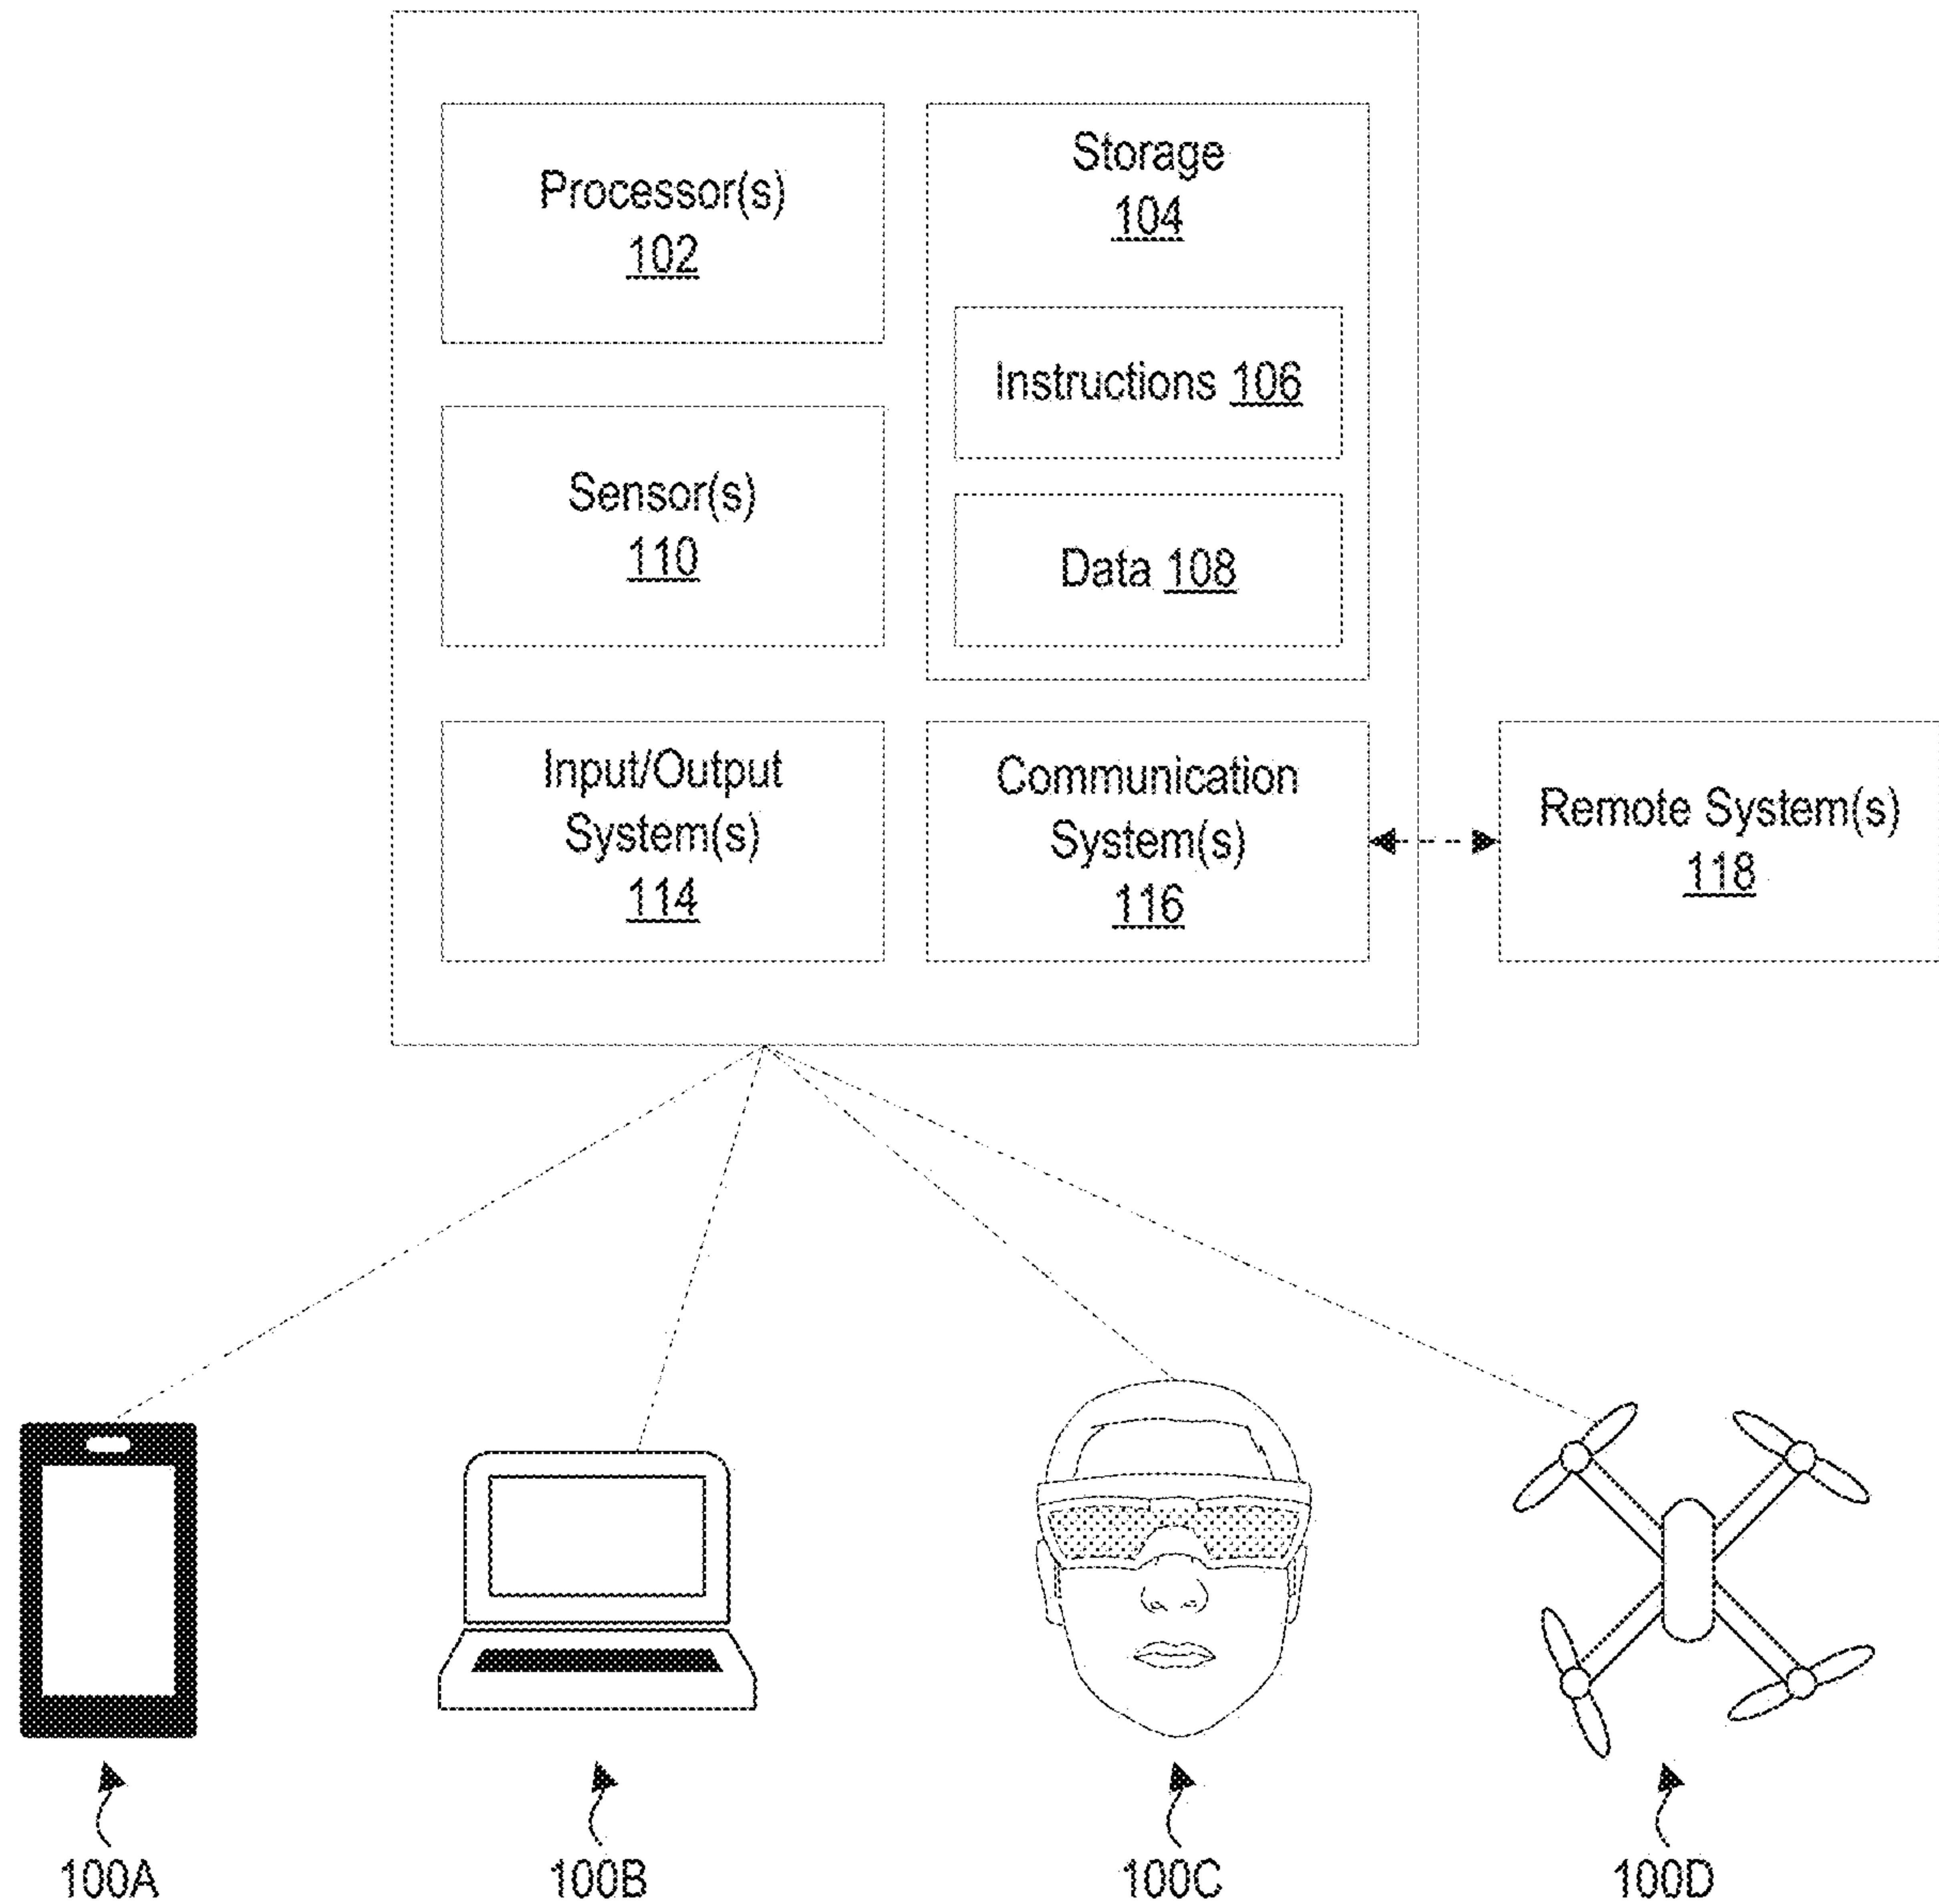 Processor(s)
102
Storage
104
Instructions 106
Sensor(s)
110
Data 108
Input/Output
System(s)
114
Communication
System(s)
116
Remote System(s)
118
100A
100B
100C
100D